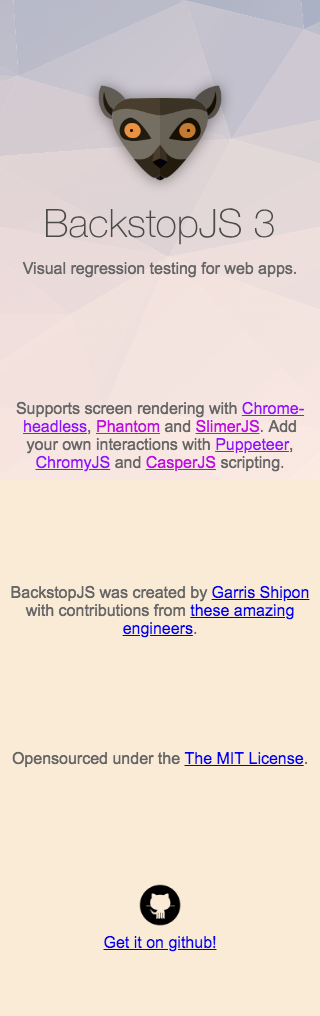 BackstopJS 3
Visual regression testing for web apps.
Supports screen rendering with Chrome-
headless, Phantom and SlimerJS. Add
your own interactions with Puppeteer,
ChromyJS and CasperJS scripting.
BackstopJS was created by Garris Shipon
with contributions from these amazing
engineers.
Opensourced under the The MIT License.
Get it on github!